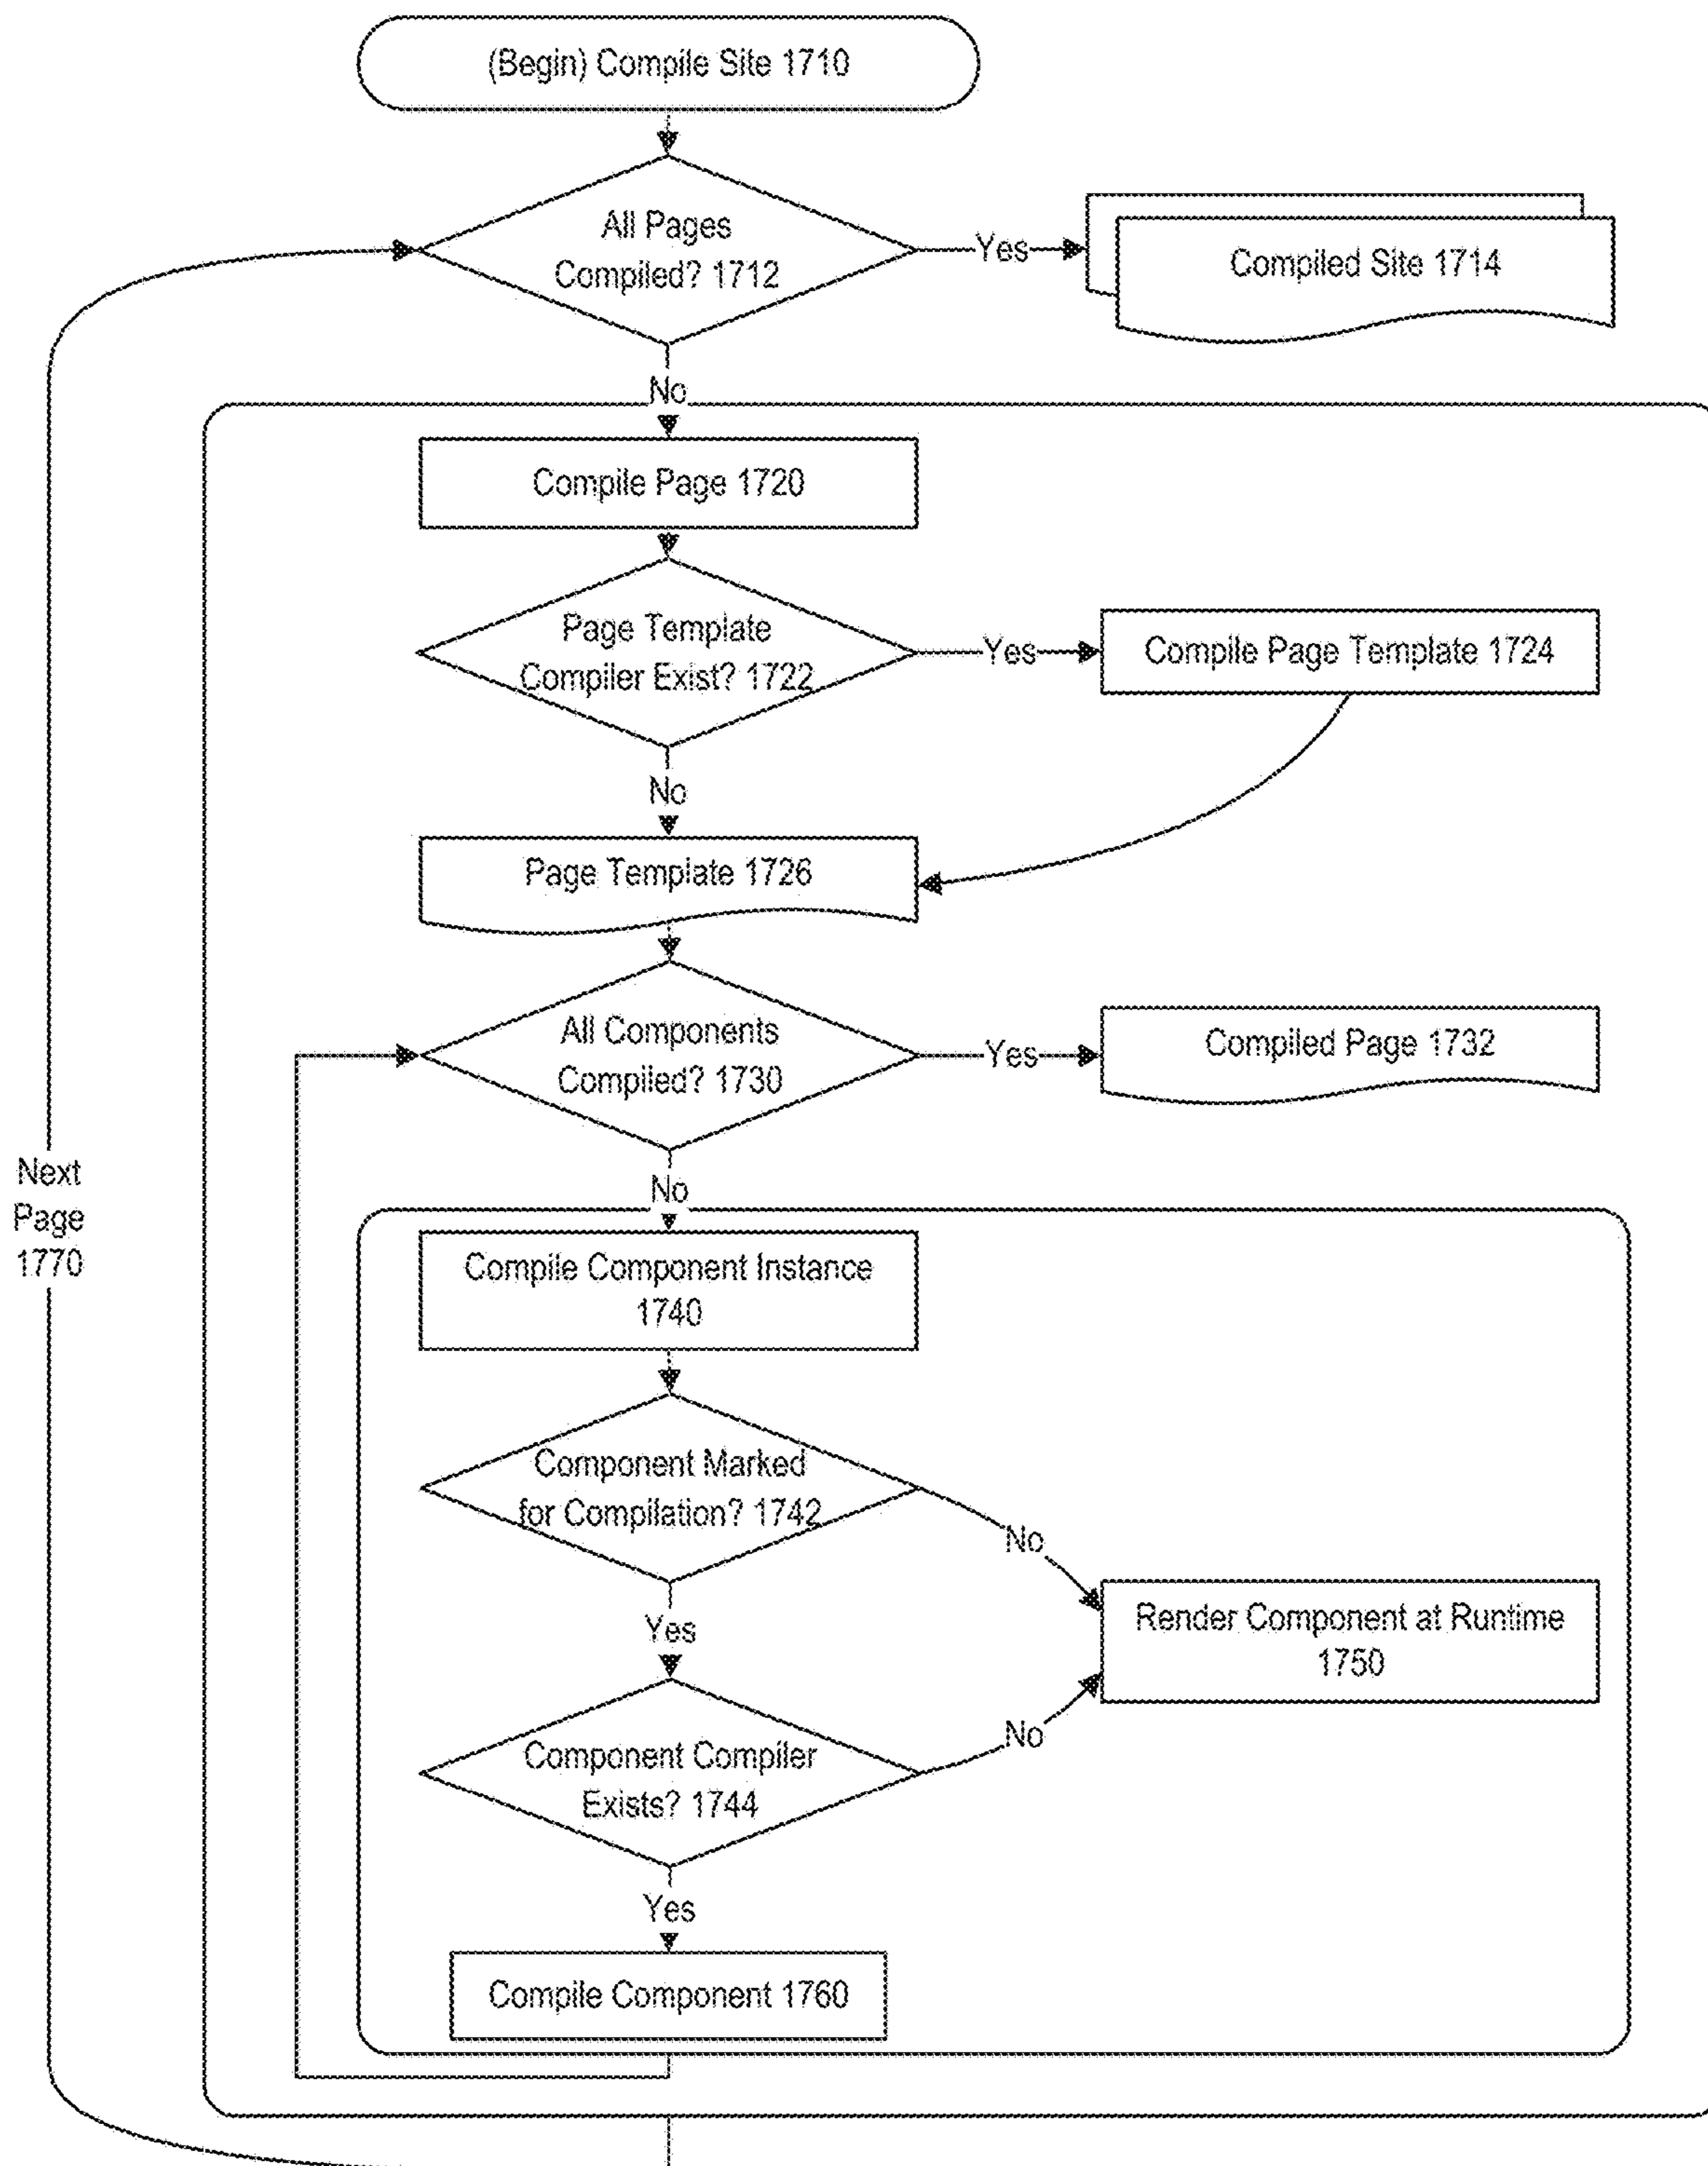 (Begin) Compile Site 1710
All Pages
Compiled? 1712
Yes
Compiled Site 1714
No
Compile Page 1720
Page Template
Compiler Exist? 1722
Yes
Compile Page Template 1724
No
Page Template 1726
All Components
Compiled? 1730
Yes
Compiled Page 1732
No
Next
Page
1770
Compile Component Instance
1740
Component Marked
for Compilation? 1742
No
Yes
Render Component at Runtime
1750
Component Compiler
Exists? 1744
No
Yes
Compile Component 1760